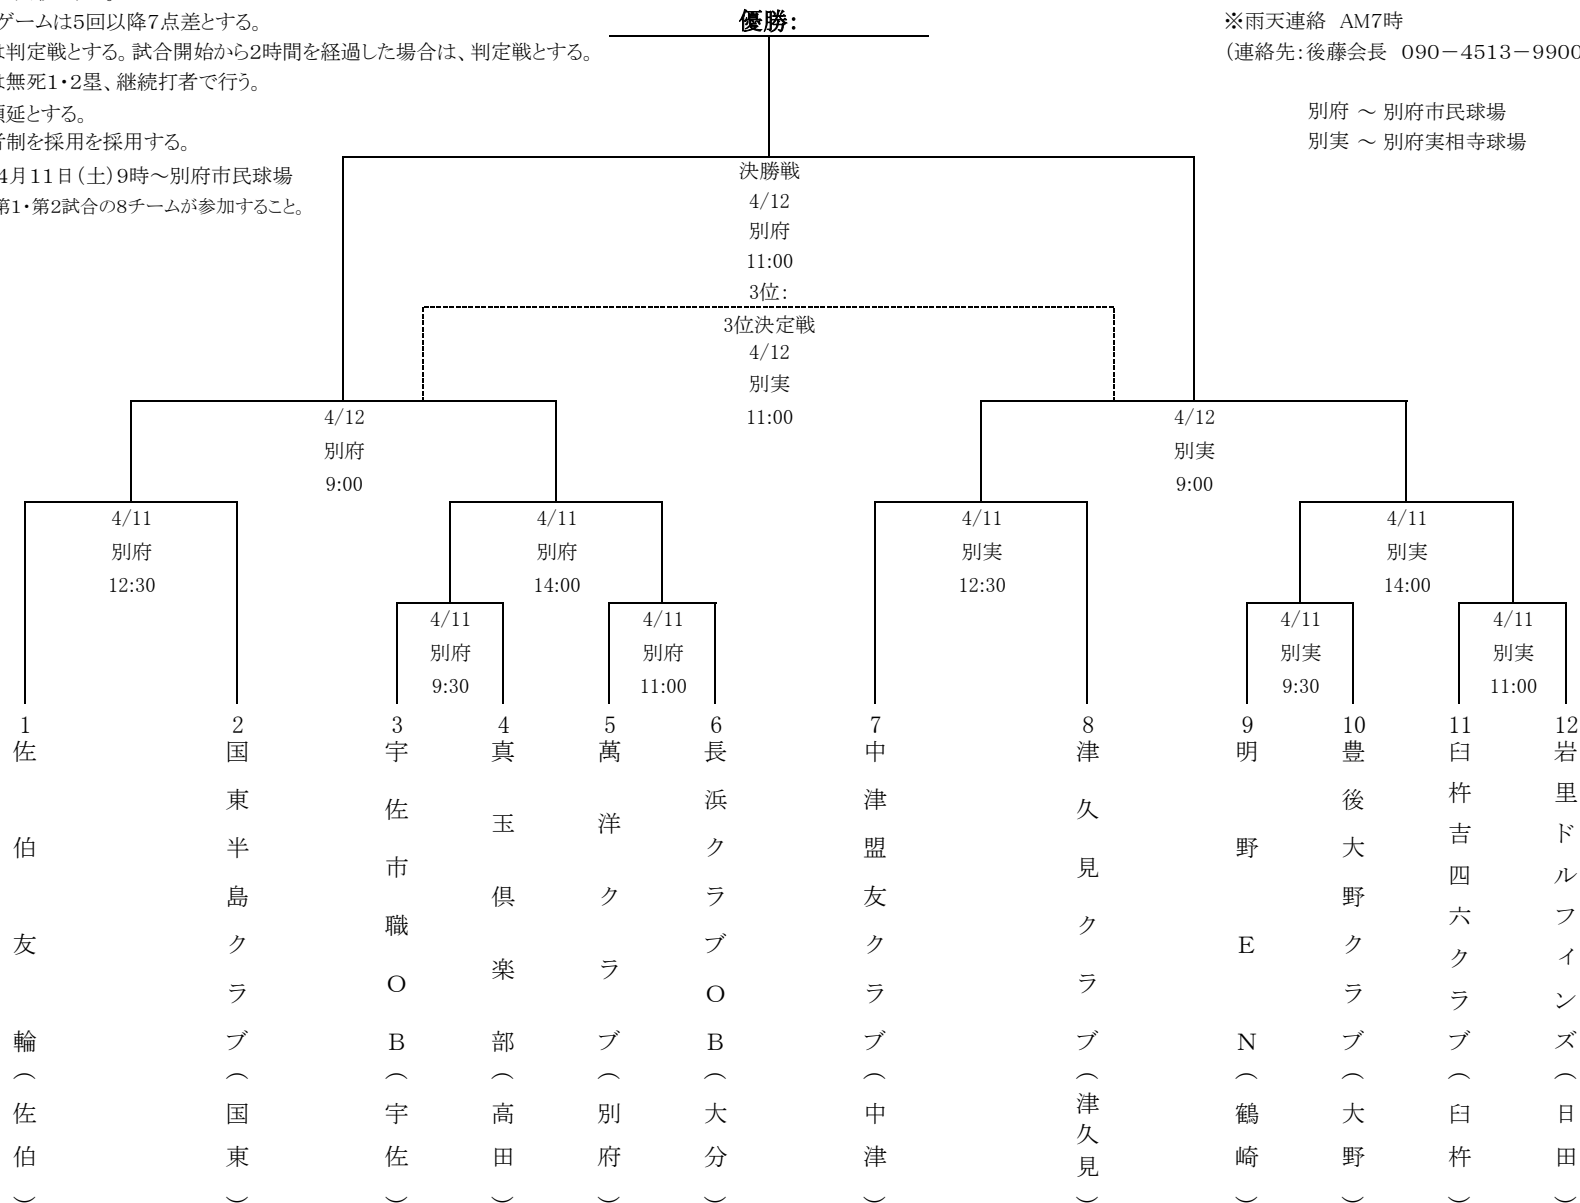 ゲームは5回以降7点差とする。
は判定戦とする。試合開始から2時間を経過した場合は、判定戦とする。
は無死1・2塁、継続打者で行う。
順延とする。
制を採用を採用する。
4月11日（土）9時～別府市民球場
第1・第2試合の8チームが参加すること。
優勝：
※雨天連絡　AM7時
（連絡先：後藤会長　090－4513－9900
別府 ～ 別府市民球場
別実 ～ 別府実相寺球場
決勝戦
4/12
別府
11:00
3位：
3位決定戦
4/12
別実
11:00
4/12
別府
9:00
4/12
別実
9:00
4/11
別府
12:30
4/11
別府
14:00
4/11
別実
12:30
4/11
別実
14:00
4/11
別府
9:30
4/11
別府
11:00
4/11
別実
9:30
4/11
別実
11:00
1
佐伯友輪（佐伯）
2
国東半島クラブ（国東）
3
宇佐市職OB（宇佐）
4
真玉倶楽部（高田）
5
萬洋クラブ（別府）
6
長浜クラブOB（大分）
7
中津盟友クラブ（中津）
8
津久見クラブ（津久見）
9
明野EN（鶴崎）
10
豊後大野クラブ（大野）
11
臼杵吉四六クラブ（臼杵）
12
岩里ドルフィンズ（日田）